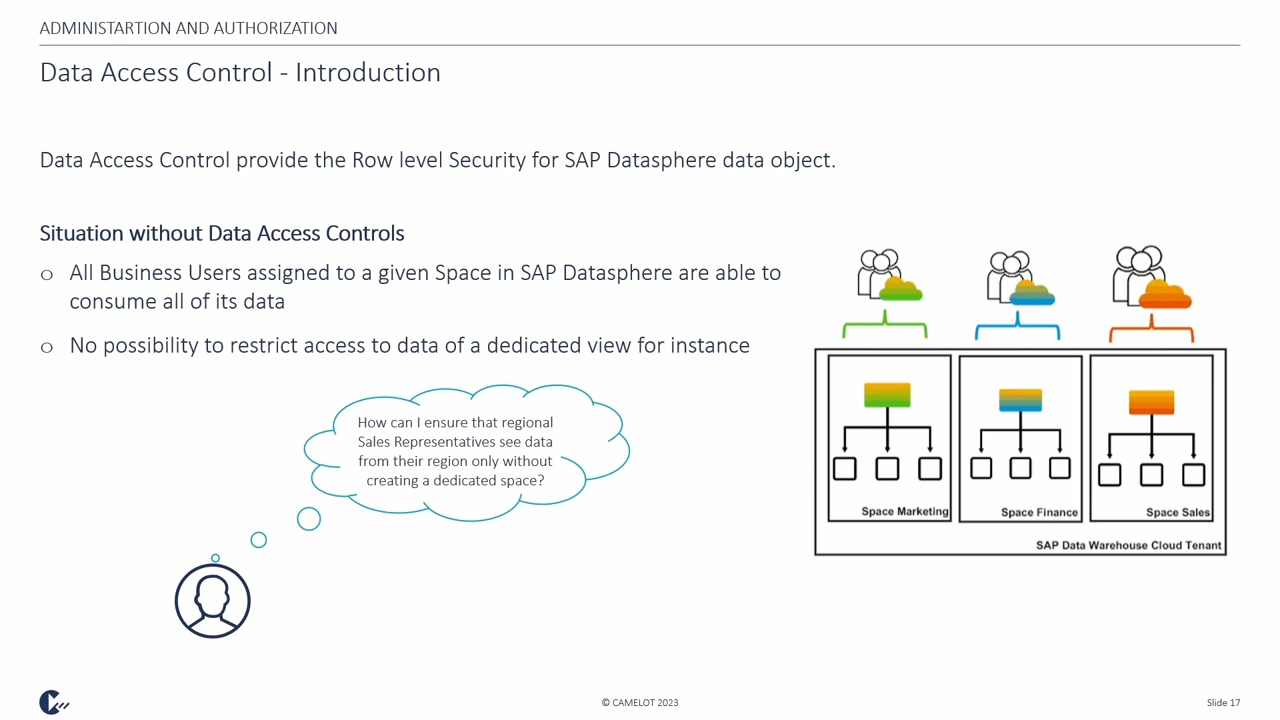 ADMINISTARTION AND AUTHORIZATION
Data Access Control - Introduction
Data Access Control provide the Row level Security for SAP Datasphere data object.
Situation without Data Access Controls
o All Business Users assigned to a given Space in SAP Datasphere are able to
consume all of its data
o No possibility to restrict access to data of a dedicated view for instance
How can I ensure that regional
Sales Representatives see data
from their region only without
creating a dedicated space?
Space Marketing
Space Finance
Space Sales
SAP Data Warehouse Cloud Tenant
© CAMELOT 2023
Slide 17